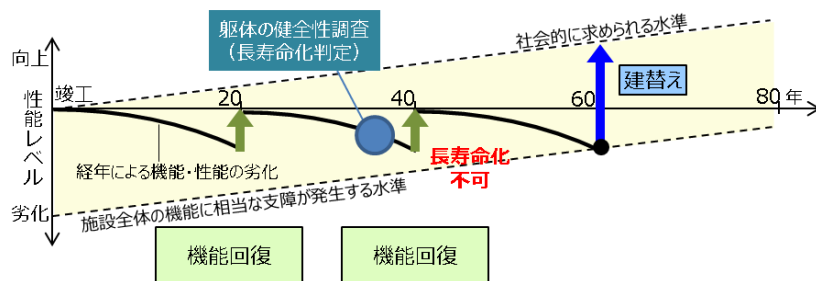 躯体の健全性調査
（長寿命化判定）
社会的に求められる水準
向上
竣工
20
40
60
80 年
建替え
性能レベル
経年による機能・性能の劣化
長寿命化
不可
劣化
施設全体の機能に相当な支障が発生する水準
機能回復
機能回復